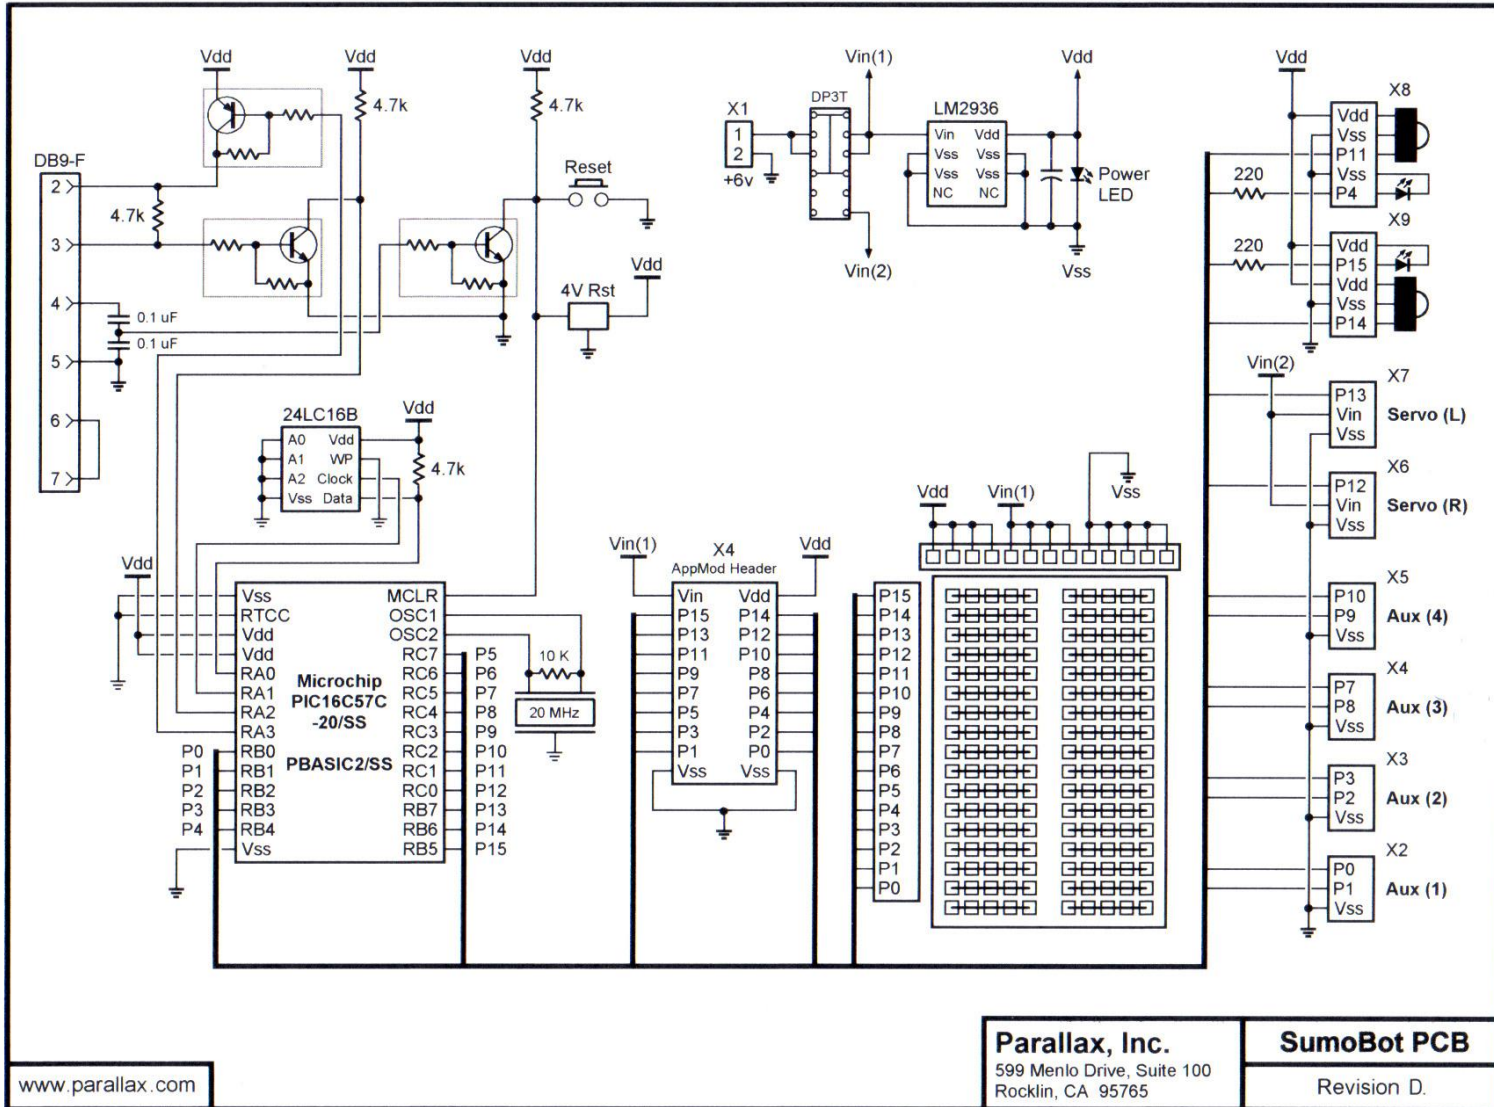 Vdd
Vdd
4.7k
Vdd
4.7k
DB9-F
2
3
4
5
6
7
4.7k
0.1 uF
0.1 uF
Reset
4V Rst
Vdd
X1
1
2
+6v
DP3T
Vin(1)
Vin(2)
LM2936
Vin Vdd
Vss Vss
Vss Vss
NC NC
Vdd
Power
LED
Vss
Vdd
X8
Vdd
Vss
P11
Vss
P4
220
X9
Vdd
P15
Vdd
Vss
P14
220
Vin(2)
X7
P13
Vin
Vss
Servo (L)
X6
P12
Vin
Vss
Servo (R)
X5
P10
P9
Vss
Aux (4)
X4
P7
P8
Vss
Aux (3)
X3
P3
P2
Vss
Aux (2)
X2
P0
P1
Vss
Aux (1)
24LC16B
A0 Vdd
A1 WP
A2 Clock
Vss Data
Vdd
4.7k
Vdd
Vss MCLR
RTCC OSC1
Vdd OSC2
Vdd RC7 P5
RA0 RC6 P6
RA1 RC5 P7
RA2 RC4 P8
RA3 RC3 P9
P0 RB0 RC2 P10
P1 RB1 RC1 P11
P2 RB2 RC0 P12
P3 RB3 RB7 P13
P4 RB4 RB6 P14
Vss RB5 P15
Microchip
PIC16C57C
-20/SS
PBASIC2/SS
10 K
20 MHz
Vin(1)
X4
AppMod Header
Vdd
Vin Vdd
P15 P14
P13 P12
P11 P10
P9 P8
P7 P6
P5 P4
P3 P2
P1 P0
Vss Vss
Vdd
Vin(1)
Vss
P15
P14
P13
P12
P11
P10
P9
P8
P7
P6
P5
P4
P3
P2
P1
P0
www.parallax.com
Parallax, Inc.
599 Menlo Drive, Suite 100
Rocklin, CA 95765
SumoBot PCB
Revision D.